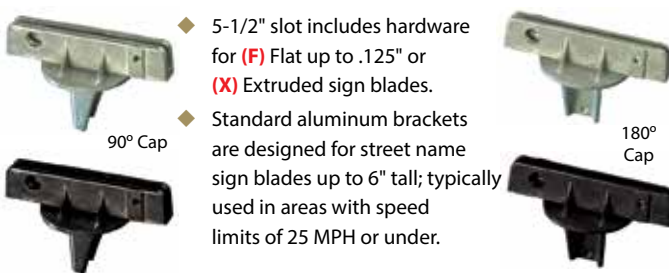 ◆ 5-1/2" slot includes hardware
for (F) Flat up to .125" or
(X) Extruded sign blades.
◆ Standard aluminum brackets
are designed for street name
sign blades up to 6" tall; typically
used in areas with speed
limits of 25 MPH or under.
90º Cap
180º
Cap